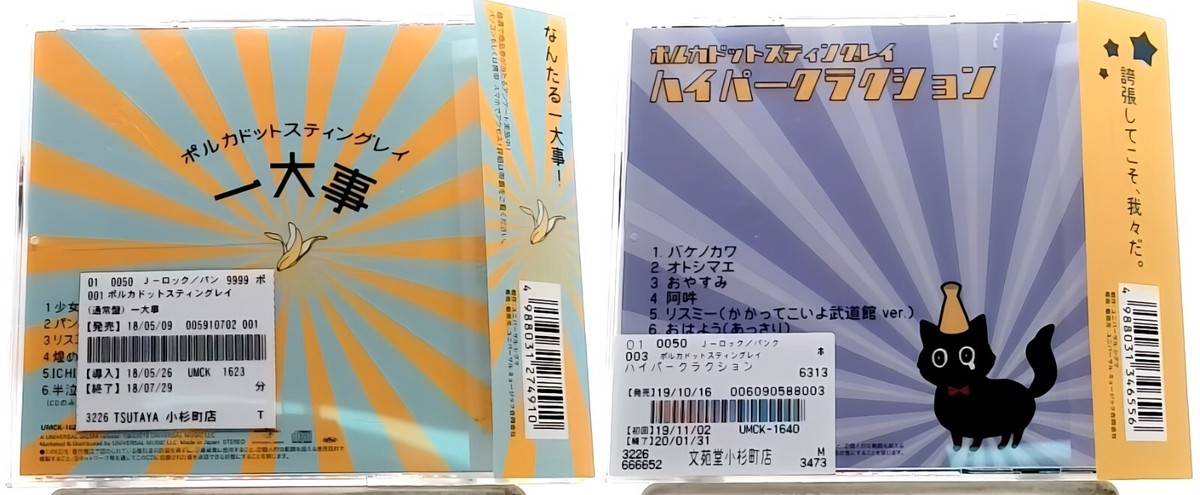 ポルカドットスティングレイ
一大事
1 少女
2 パン
3 リス
4 煌め
5 ICHI
6 半泣
UMCK-162
01 0050 J-ロック/パン 9999 ポ
001 ポルカドットスティングレイ
(通常盤) 一大事
【発売】18/05/09 005910702 001
【導入】18/05/26 UMCK 1623
【終了】18/07/29 分
3226 TSUTAYA 小杉町店 T
なんたる一大事!
4 988031 274910
ポルカドットスティングレイ
ハイパークラクション
1. バケノカワ
2 オトシマエ
3 おやすみ
4 阿吽
5 リスミー(かかってこいよ武道館 ver.)
6 おはよう(あっさり)
01 0050 J-ロック/パンク ホ
003 ポルカドットスティングレイ
ハイパークラクション
6313
【発売】19/10/16 006090588003
【初回】19/11/02 UMCK-1640
【終了】20/01/31
3226 文苑堂小杉町店 M
666652 3473
誇張してこそ、我々だ。
4 988031 346556